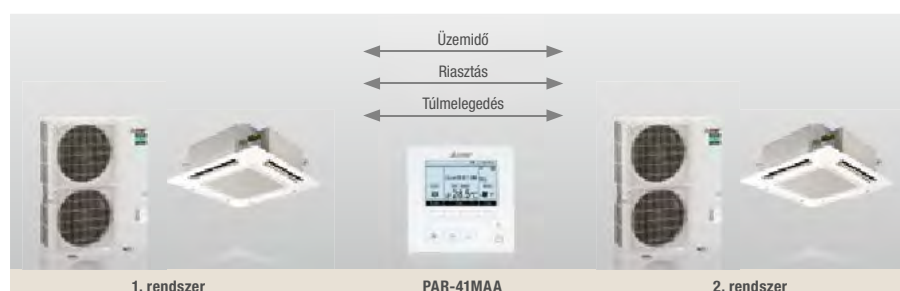 Üzemidő
Riasztás
Túlmelegedés
1. rendszer
PAR-41MAA
2. rendszer